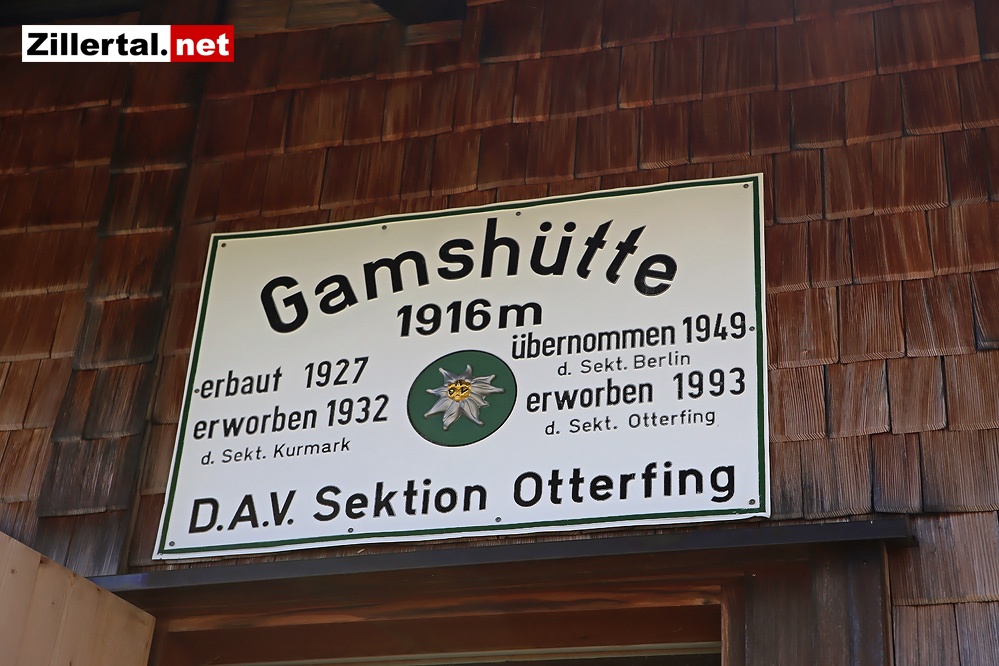 Zillertal.net
Gamshütte
1916 m
erbaut 1927
erworben 1932
d. Sekt. Kurmark
übernommen 1949
d. Sekt. Berlin
erworben 1993
d. Sekt. Otterfing
D.A.V. Sektion Otterfing